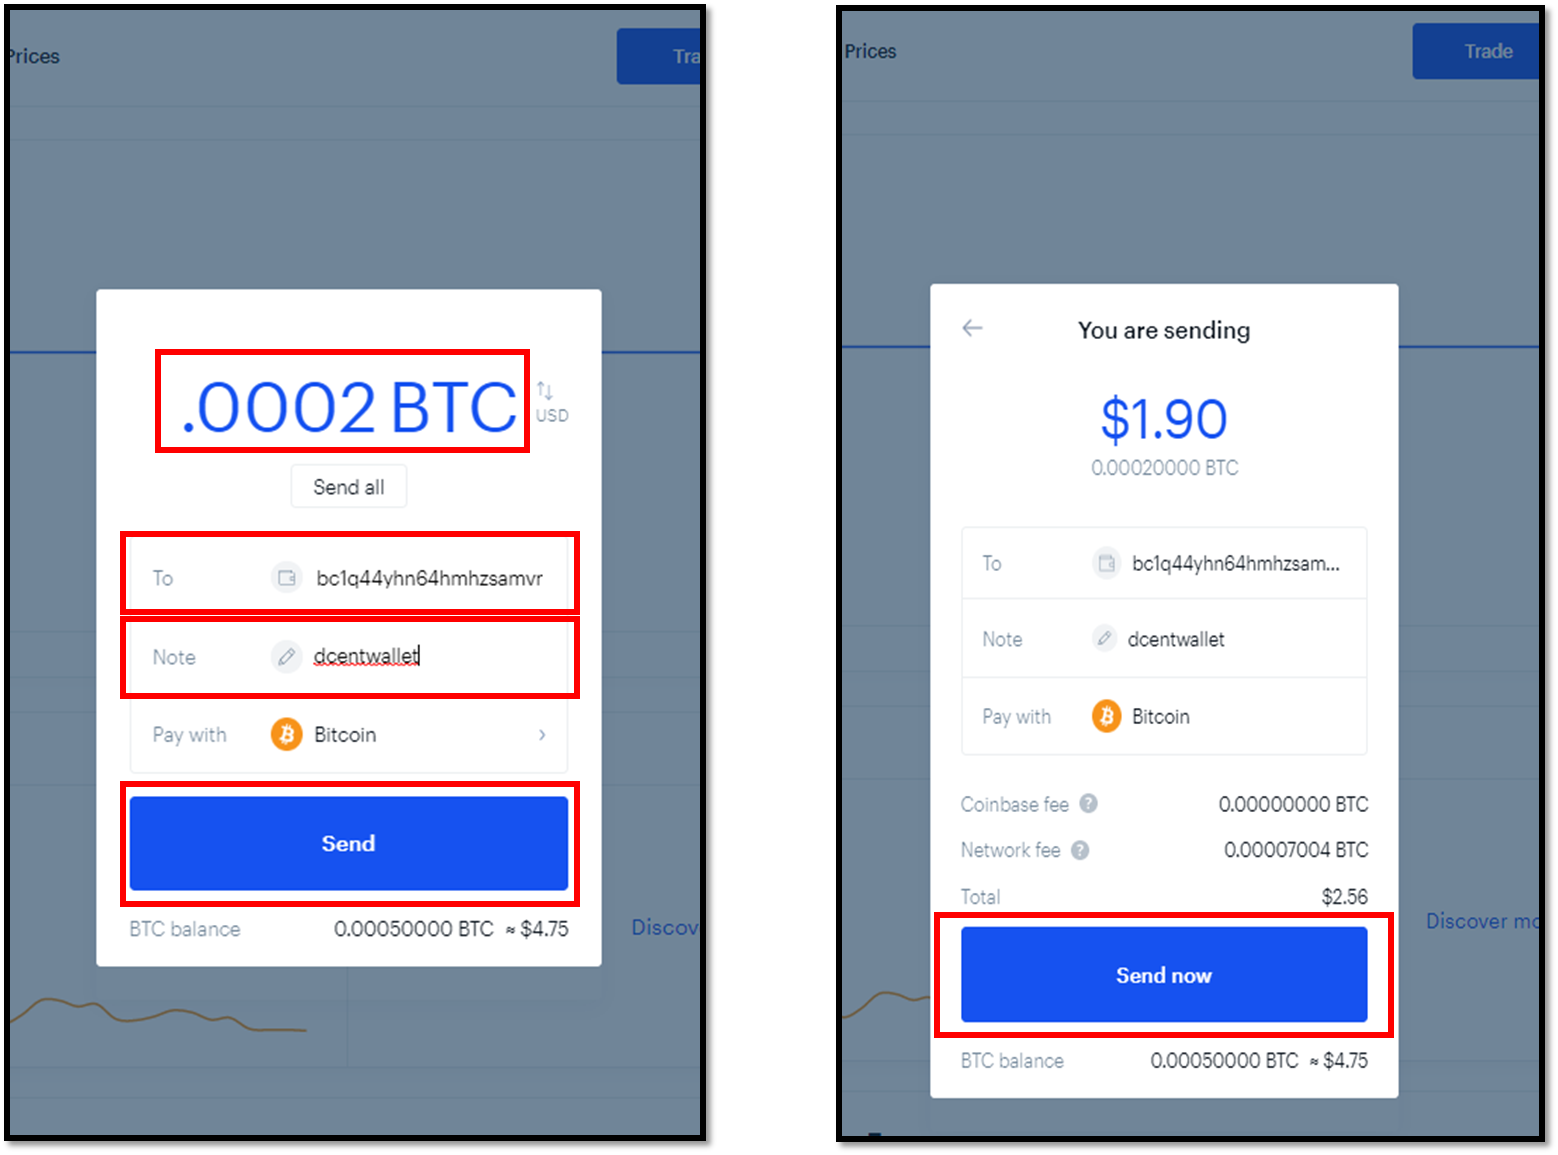 Prices
Tra
.0002 BTC
USD
Send all
To bc1q44yhn64hmhzsamvr
Note dcentwallet
Pay with Bitcoin
Send
BTC balance 0.00050000 BTC ≈ $4.75
Discov
Prices
Trade
You are sending
$1.90
0.00020000 BTC
To bc1q44yhn64hmhzsam...
Note dcentwallet
Pay with Bitcoin
Coinbase fee ? 0.00000000 BTC
Network fee ? 0.00007004 BTC
Total $2.56
Send now
BTC balance 0.00050000 BTC ≈ $4.75
Discover mo